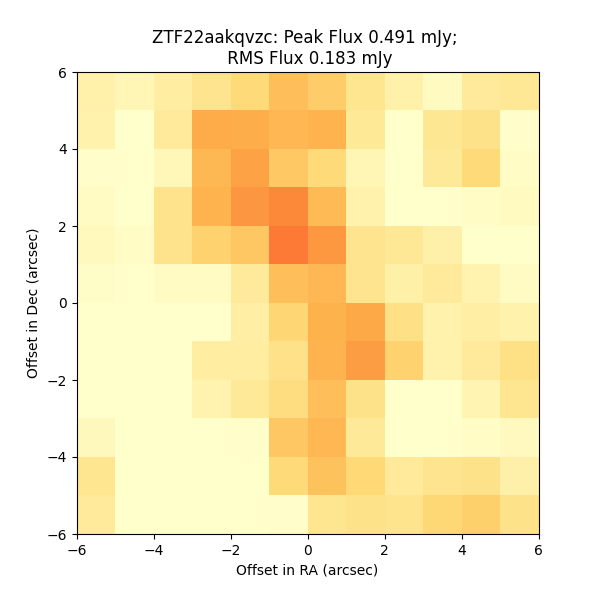 ZTF22aakqvzc: Peak Flux 0.491 mJy;
RMS Flux 0.183 mJy
6
4
2
0
−2
−4
−6
Offset in Dec (arcsec)
−6 −4 −2 0 2 4 6
Offset in RA (arcsec)